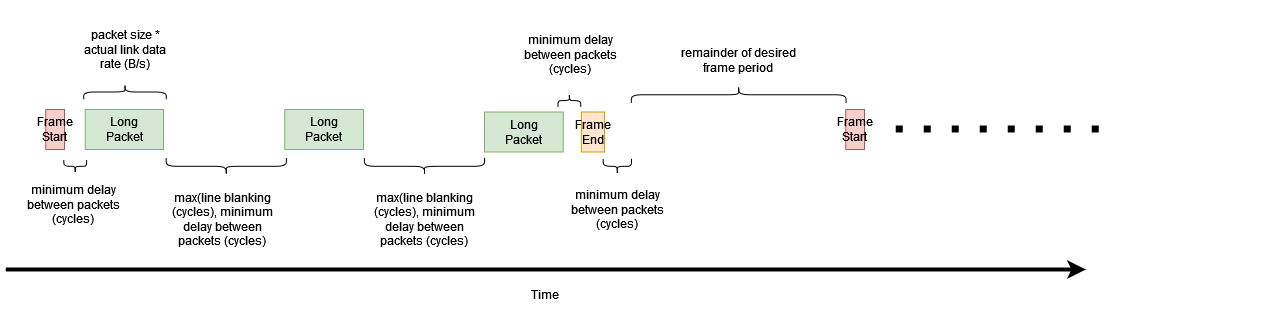 packet size *
actual link data
rate (B/s)
minimum delay
between packets
(cycles)
remainder of desired
frame period
Frame
Start
Long
Packet
Long
Packet
Long
Packet
Frame
End
Frame
Start
minimum delay
between packets
(cycles)
max(line blanking
(cycles), minimum
delay between
packets (cycles)
max(line blanking
(cycles), minimum
delay between
packets (cycles)
minimum delay
between packets
(cycles)
Time